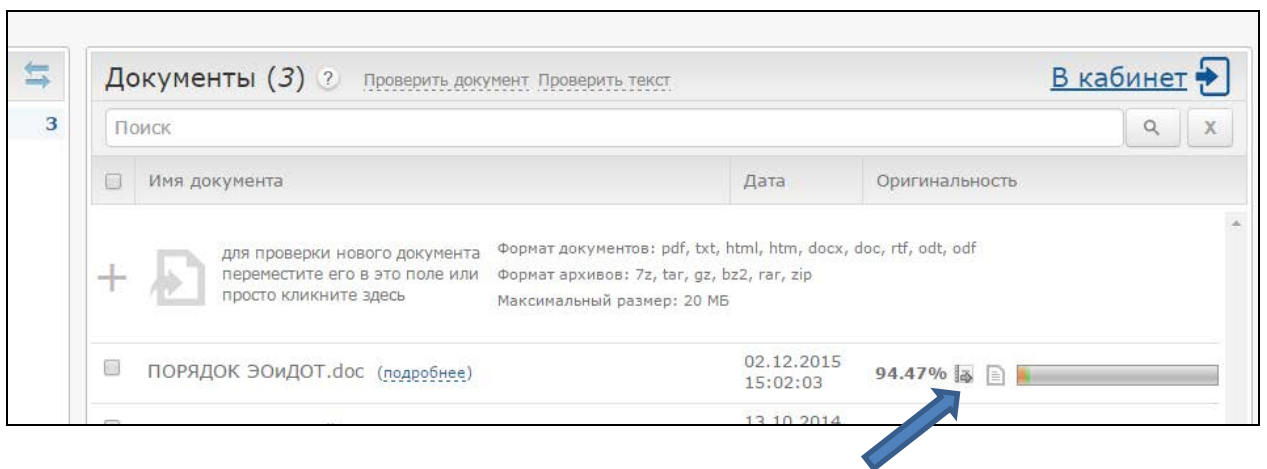 Документы (3) ? Проверить документ Проверить текст В кабинет
3
Поиск X
Имя документа Дата Оригинальность
для проверки нового документа
переместите его в это поле или
просто кликните здесь
Формат документов: pdf, txt, html, htm, docx, doc, rtf, odt, odf
Формат архивов: 7z, tar, gz, bz2, rar, zip
Максимальный размер: 20 МБ
ПОРЯДОК ЭОиДОТ.doc (подробнее) 02.12.2015
15:02:03 94.47%
13.10.2014